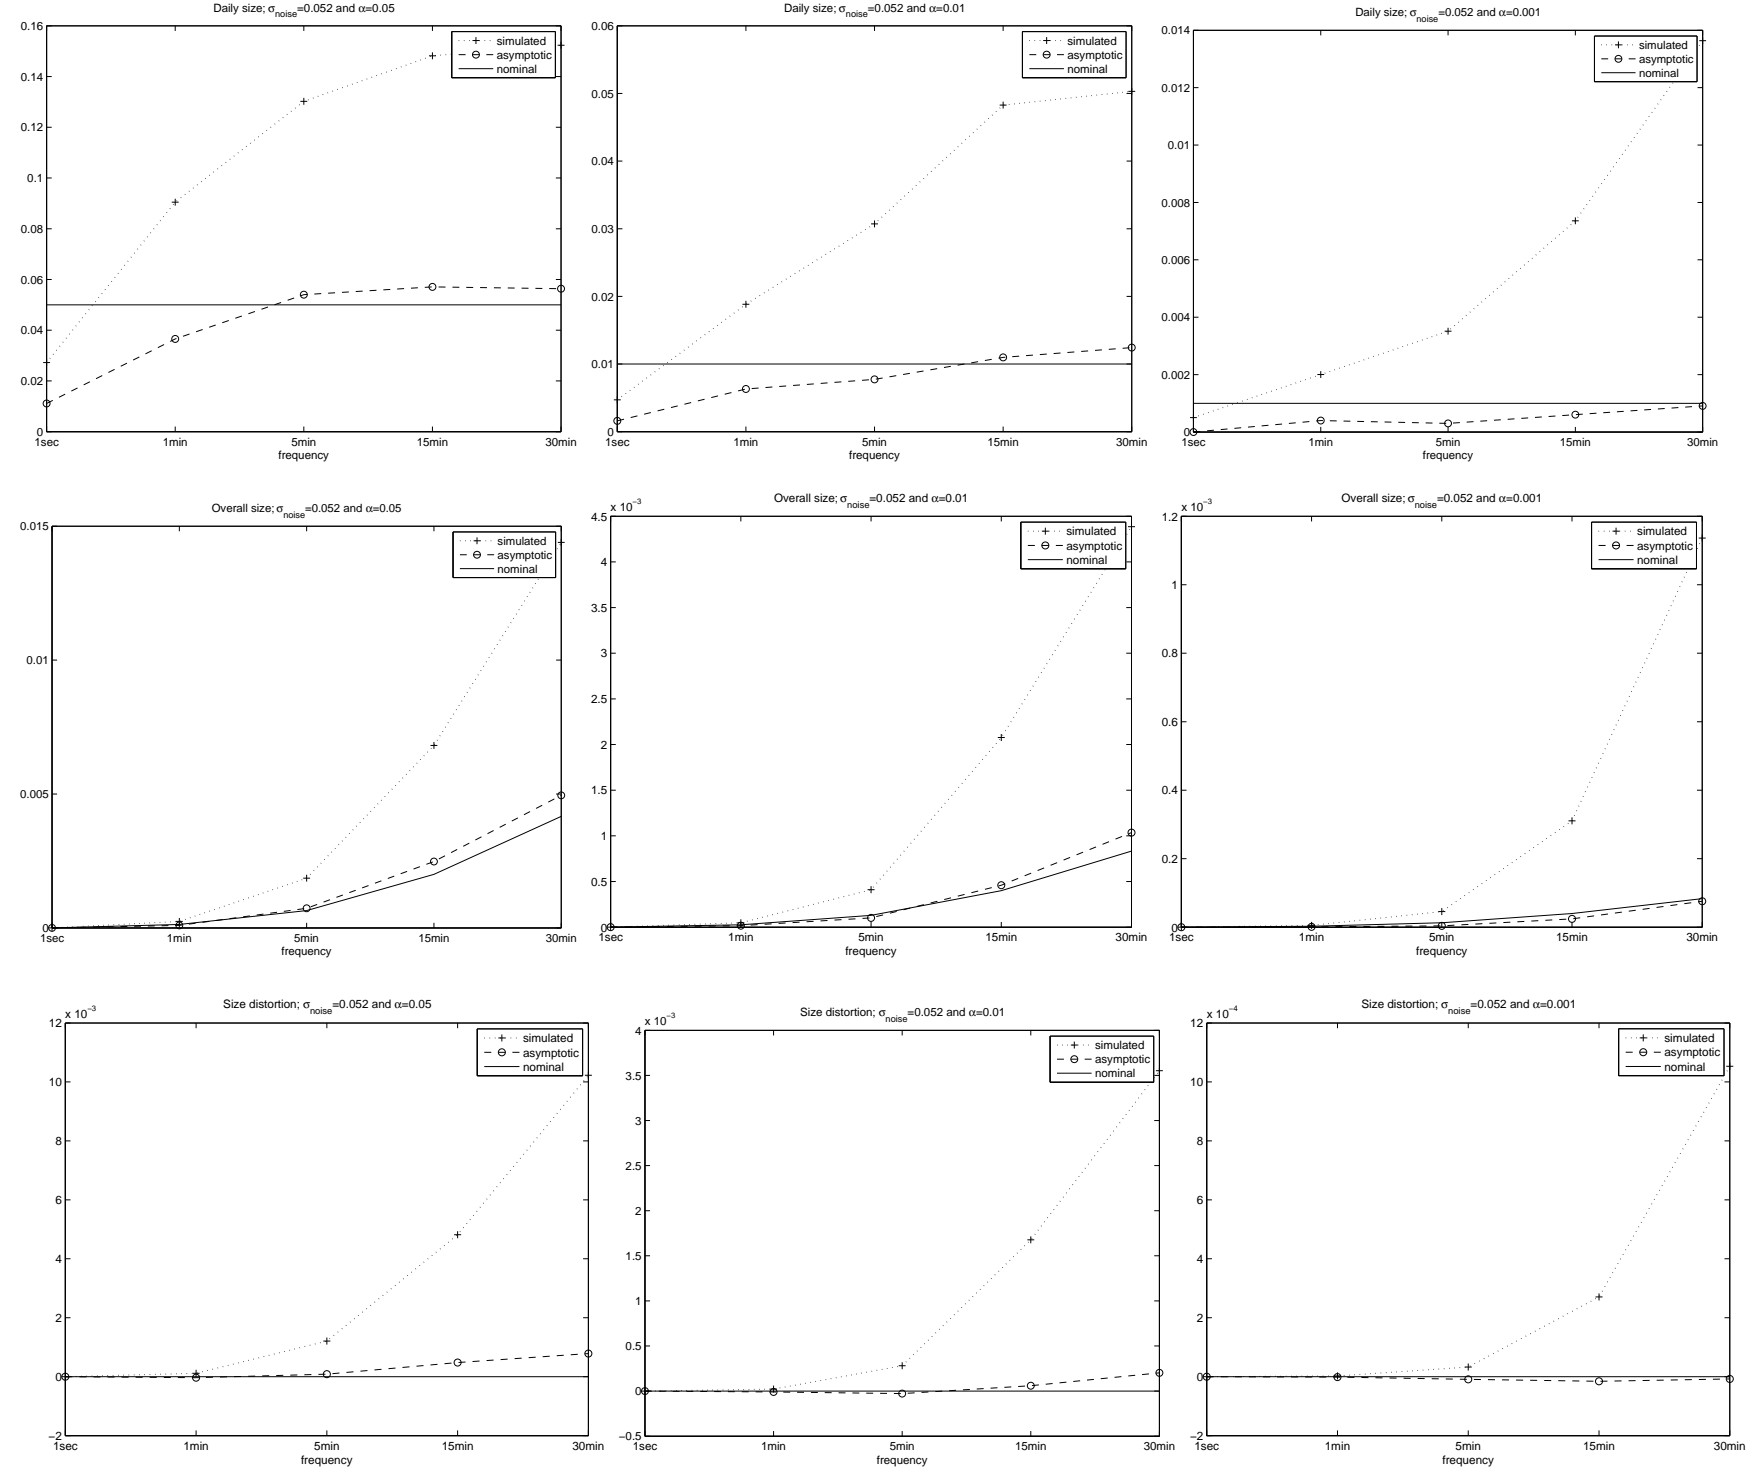 Daily size; σnoise=0.052 and α=0.05
0.16
0.14
0.12
0.1
0.08
0.06
0.04
0.02
0
1sec 1min 5min 15min 30min
frequency
simulated
asymptotic
nominal
Daily size; σnoise=0.052 and α=0.01
0.06
0.05
0.04
0.03
0.02
0.01
0
1sec 1min 5min 15min 30min
frequency
simulated
asymptotic
nominal
Daily size; σnoise=0.052 and α=0.001
0.014
0.012
0.01
0.008
0.006
0.004
0.002
0
1sec 1min 5min 15min 30min
frequency
simulated
asymptotic
nominal
Overall size; σnoise=0.052 and α=0.05
0.015
0.01
0.005
0
1sec 1min 5min 15min 30min
frequency
simulated
asymptotic
nominal
Overall size; σnoise=0.052 and α=0.01
x 10−3
4.5
4
3.5
3
2.5
2
1.5
1
0.5
0
1sec 1min 5min 15min 30min
frequency
simulated
asymptotic
nominal
Overall size; σnoise=0.052 and α=0.001
x 10−3
1.2
1
0.8
0.6
0.4
0.2
0
1sec 1min 5min 15min 30min
frequency
simulated
asymptotic
nominal
Size distortion; σnoise=0.052 and α=0.05
x 10−3
12
10
8
6
4
2
0
−2
1sec 1min 5min 15min 30min
frequency
simulated
asymptotic
nominal
Size distortion; σnoise=0.052 and α=0.01
x 10−3
4
3.5
3
2.5
2
1.5
1
0.5
0
−0.5
1sec 1min 5min 15min 30min
frequency
simulated
asymptotic
nominal
Size distortion; σnoise=0.052 and α=0.001
x 10−4
12
10
8
6
4
2
0
−2
1sec 1min 5min 15min 30min
frequency
simulated
asymptotic
nominal